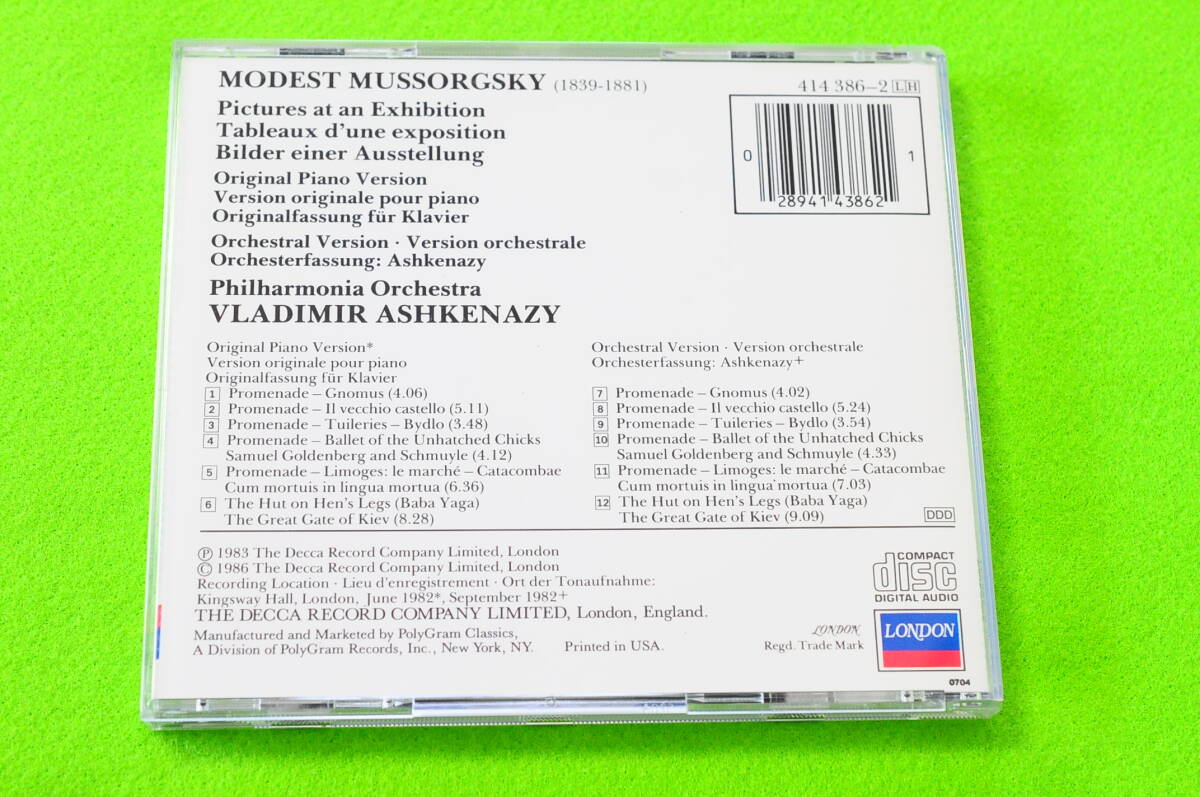 MODEST MUSSORGSKY (1839-1881)
414 386-2 LH
Pictures at an Exhibition
Tableaux d'une exposition
Bilder einer Ausstellung
0 28941 43862 1
Original Piano Version
Version originale pour piano
Originalfassung für Klavier
Orchestral Version · Version orchestrale
Orchesterfassung: Ashkenazy
Philharmonia Orchestra
VLADIMIR ASHKENAZY
Original Piano Version*
Version originale pour piano
Originalfassung für Klavier
1 Promenade – Gnomus (4.06)
2 Promenade – Il vecchio castello (5.11)
3 Promenade – Tuileries – Bydlo (3.48)
4 Promenade – Ballet of the Unhatched Chicks
Samuel Goldenberg and Schmuyle (4.12)
5 Promenade – Limoges: le marché – Catacombae
Cum mortuis in lingua mortua (6.36)
6 The Hut on Hen's Legs (Baba Yaga)
The Great Gate of Kiev (8.28)
Orchestral Version · Version orchestrale
Orchesterfassung: Ashkenazy+
7 Promenade – Gnomus (4.02)
8 Promenade – Il vecchio castello (5.24)
9 Promenade – Tuileries – Bydlo (3.54)
10 Promenade – Ballet of the Unhatched Chicks
Samuel Goldenberg and Schmuyle (4.33)
11 Promenade – Limoges: le marché – Catacombae
Cum mortuis in lingua mortua (7.03)
12 The Hut on Hen's Legs (Baba Yaga)
The Great Gate of Kiev (9.09)
DDD
℗ 1983 The Decca Record Company Limited, London
© 1986 The Decca Record Company Limited, London
Recording Location · Lieu d'enregistrement · Ort der Tonaufnahme:
Kingsway Hall, London, June 1982*, September 1982+
THE DECCA RECORD COMPANY LIMITED, London, England.
Manufactured and Marketed by PolyGram Classics,
A Division of PolyGram Records, Inc., New York, NY.
Printed in USA.
COMPACT
disc
DIGITAL AUDIO
LONDON
Regd. Trade Mark
LONDON
0704